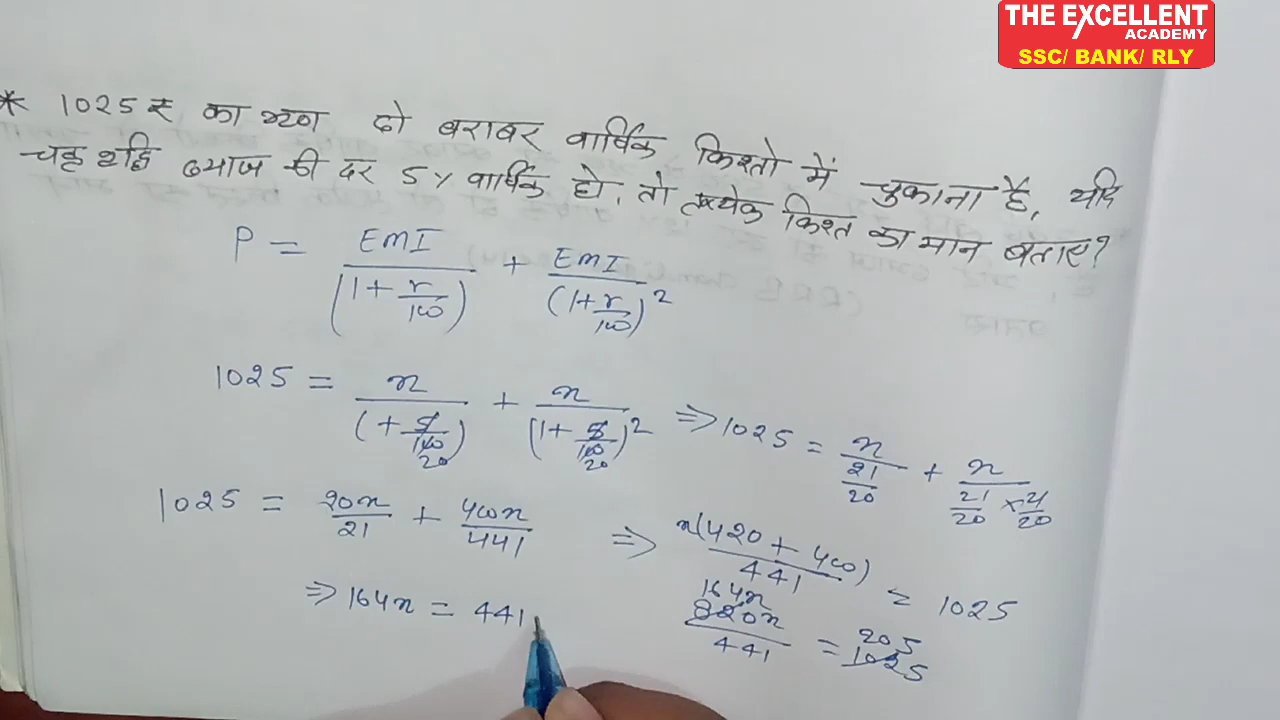 THE EXCELLENT
ACADEMY
SSC/ BANK/ RLY
* 1025 ₹ का ऋण दो बराबर वार्षिक किश्तो में चुकाना है, यदि
चक्रवृद्धि ब्याज की दर 5% वार्षिक हो, तो प्रत्येक किश्त का मान बताए?
P = EMI/(1+r/100) + EMI/(1+r/100)²
1025 = x/(1+5/100 20) + x/(1+5/100 20)² ⇒ 1025 = x/(21/20) + x/(21/20 × 21/20)
1025 = 20x/21 + 400x/441 ⇒ x(420+400)/441 = 1025
⇒ 164x = 441
164x
820x/441 = 1025
205